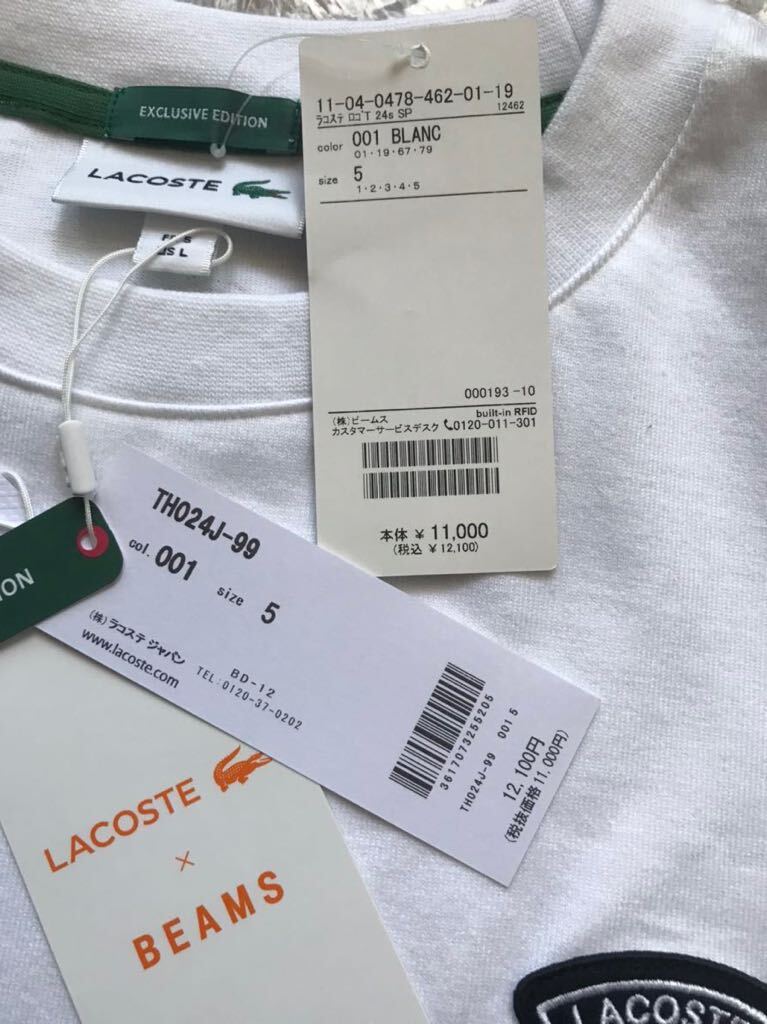 EXCLUSIVE EDITION
LACOSTE
US L
11-04-0478-462-01-19
ラコステ ロゴT 24s SP
12462
color 001 BLANC
01・19・67・79
size 5
1・2・3・4・5
000193-10
built-in RFID
(株)ビームス
カスタマーサービスデスク 0120-011-301
本体 ¥ 11,000
(税込 ¥ 12,100)
TH024J-99
col. 001 size 5
(株) ラコステ ジャパン
www.lacoste.com
BD-12
TEL:0120-37-0202
3617073255205
TH024J-99 001 5
12,100円
(税抜価格11,000円)
ION
LACOSTE
×
BEAMS
LACOSTE